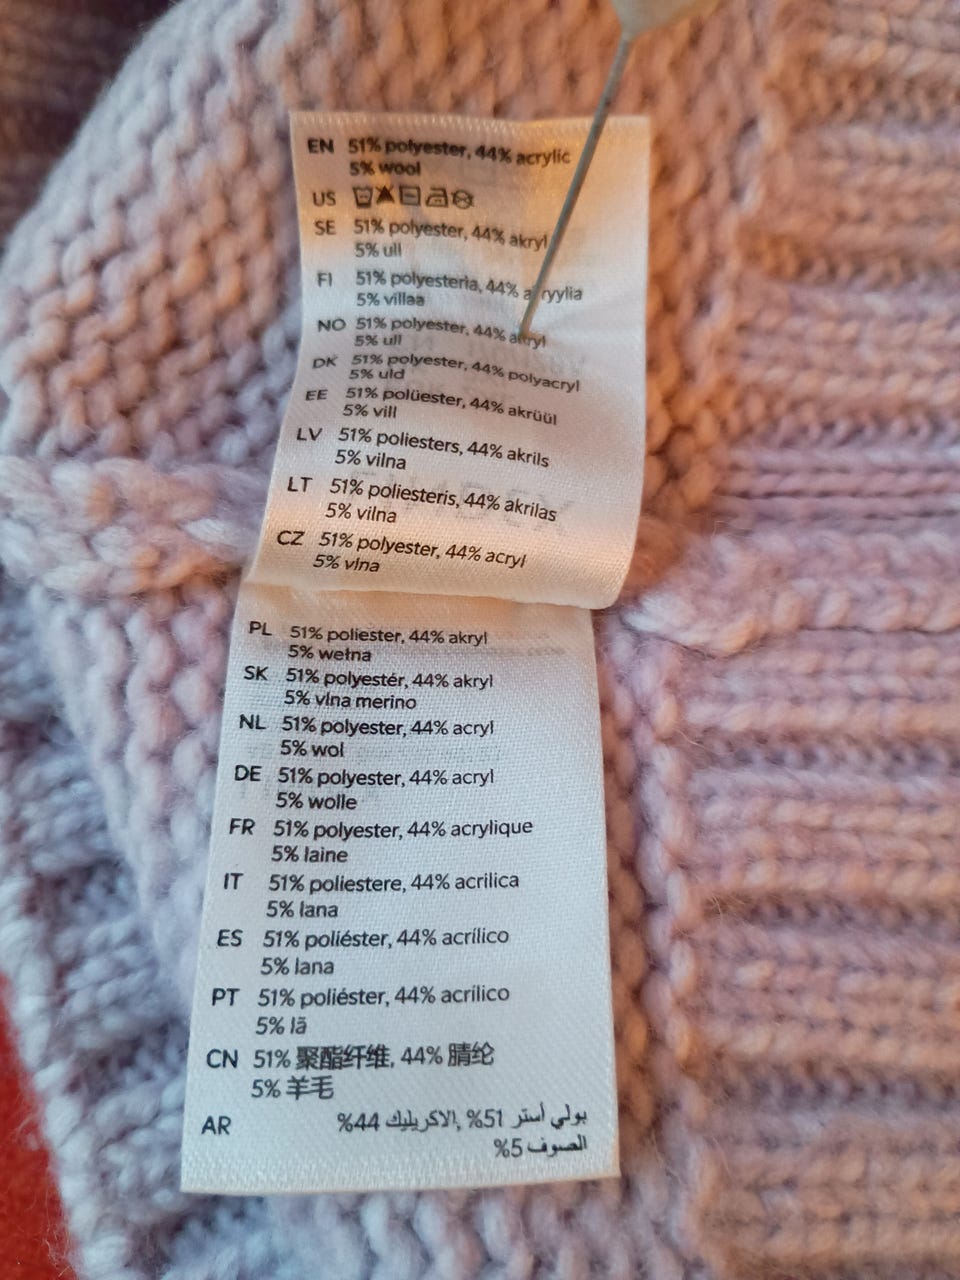 EN 51% polyester, 44% acrylic
5% wool
US
SE 51% polyester, 44% akryl
5% ull
FI 51% polyesteria, 44% akryylia
5% villaa
NO 51% polyester, 44% akryl
5% ull
DK 51% polyester, 44% polyacryl
5% uld
EE 51% polüester, 44% akrüül
5% vill
LV 51% poliesters, 44% akrils
5% vilna
LT 51% poliesteris, 44% akrilas
5% vilna
CZ 51% polyester, 44% acryl
5% vlna
PL 51% poliester, 44% akryl
5% wełna
SK 51% polyestér, 44% akryl
5% vlna merino
NL 51% polyester, 44% acryl
5% wol
DE 51% polyester, 44% acryl
5% wolle
FR 51% polyester, 44% acrylique
5% laine
IT 51% poliestere, 44% acrilica
5% lana
ES 51% poliéster, 44% acrílico
5% lana
PT 51% poliéster, 44% acrílico
5% lã
CN 51% 聚酯纤维, 44% 腈纶
5% 羊毛
AR بولي أستر 51%, الاكريليك 44%
الصوف 5%